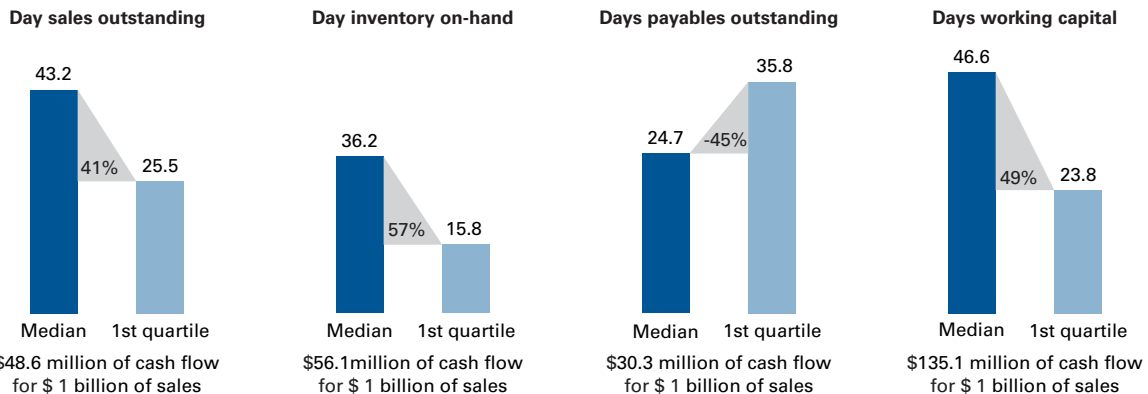 Day sales outstanding
43.2
41%
25.5
Median 1st quartile
$48.6 million of cash flow
for $ 1 billion of sales
Day inventory on-hand
36.2
57%
15.8
Median 1st quartile
$56.1million of cash flow
for $ 1 billion of sales
Days payables outstanding
35.8
24.7
-45%
Median 1st quartile
$30.3 million of cash flow
for $ 1 billion of sales
Days working capital
46.6
49%
23.8
Median 1st quartile
$135.1 million of cash flow
for $ 1 billion of sales